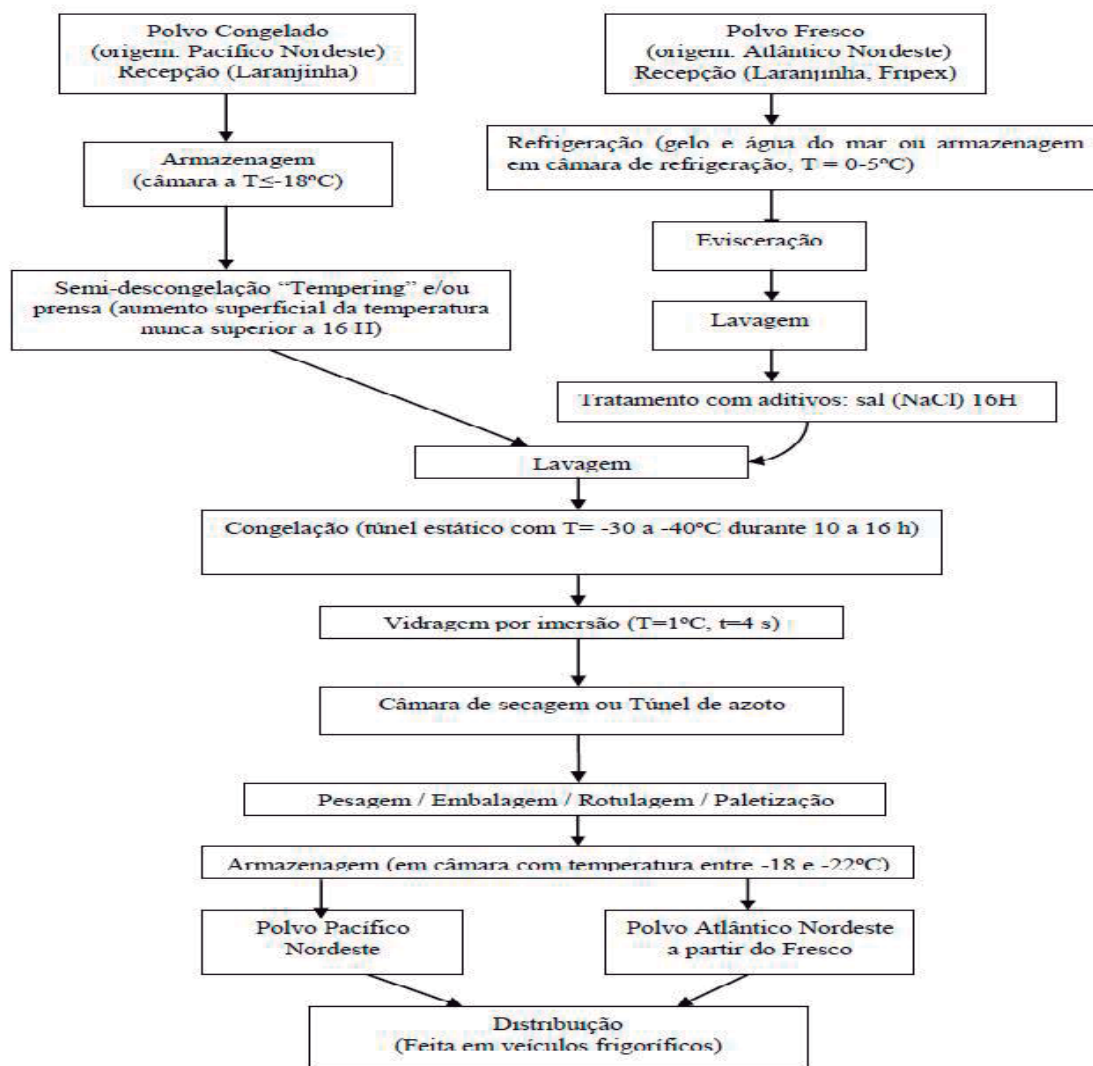 Polvo Congelado
(origem. Pacífico Nordeste)
Recepção (Laranjinha)
Polvo Fresco
(origem. Atlântico Nordeste)
Recepção (Laranjinha, Fripex)
Armazenagem
(câmara a T≤-18ºC)
Refrigeração (gelo e água do mar ou armazenagem
em câmara de refrigeração, T = 0-5ºC)
Evisceração
Semi-descongelação “Tempering” e/ou
prensa (aumento superficial da temperatura
nunca superior a 16 II)
Lavagem
Tratamento com aditivos: sal (NaCl) 16H
Lavagem
Congelação (túnel estático com T= -30 a -40ºC durante 10 a 16 h)
Vidragem por imersão (T=1ºC, t=4 s)
Câmara de secagem ou Túnel de azoto
Pesagem / Embalagem / Rotulagem / Paletização
Armazenagem (em câmara com temperatura entre -18 e -22ºC)
Polvo Pacífico
Nordeste
Polvo Atlântico Nordeste
a partir do Fresco
Distribuição
(Feita em veículos frigoríficos)